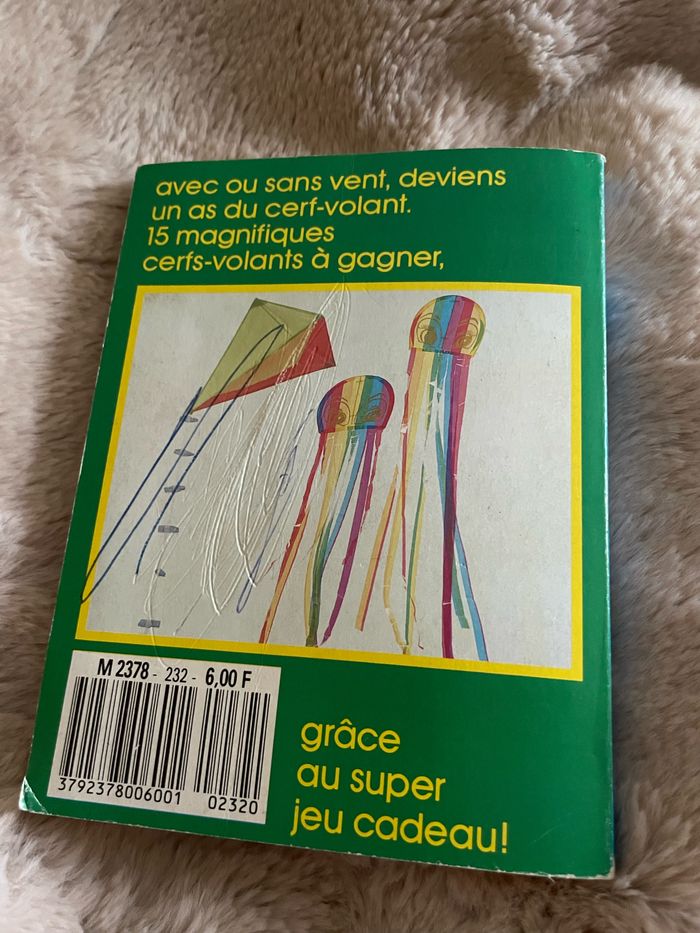 avec ou sans vent, deviens
un as du cerf-volant.
15 magnifiques
cerfs-volants à gagner,
M 2378 - 232 - 6,00 F
3792378006001 02320
grâce
au super
jeu cadeau!